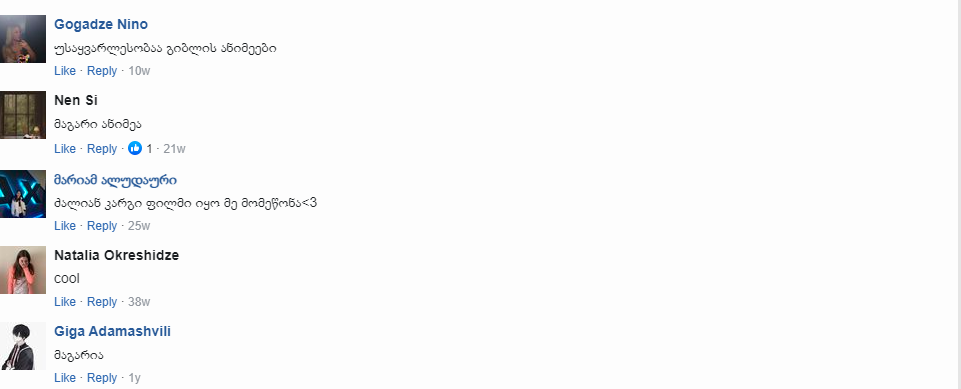 Gogadze Nino
უსაყვარლესობაა გიბლის ანიმეები
Like · Reply · 10w
Nen Si
მაგარი ანიმეა
Like · Reply · 1 · 21w
მარიამ ალუდაური
ძალიან კარგი ფილმი იყო მე მომეწონა<3
Like · Reply · 25w
Natalia Okreshidze
cool
Like · Reply · 38w
Giga Adamashvili
მაგარია
Like · Reply · 1y